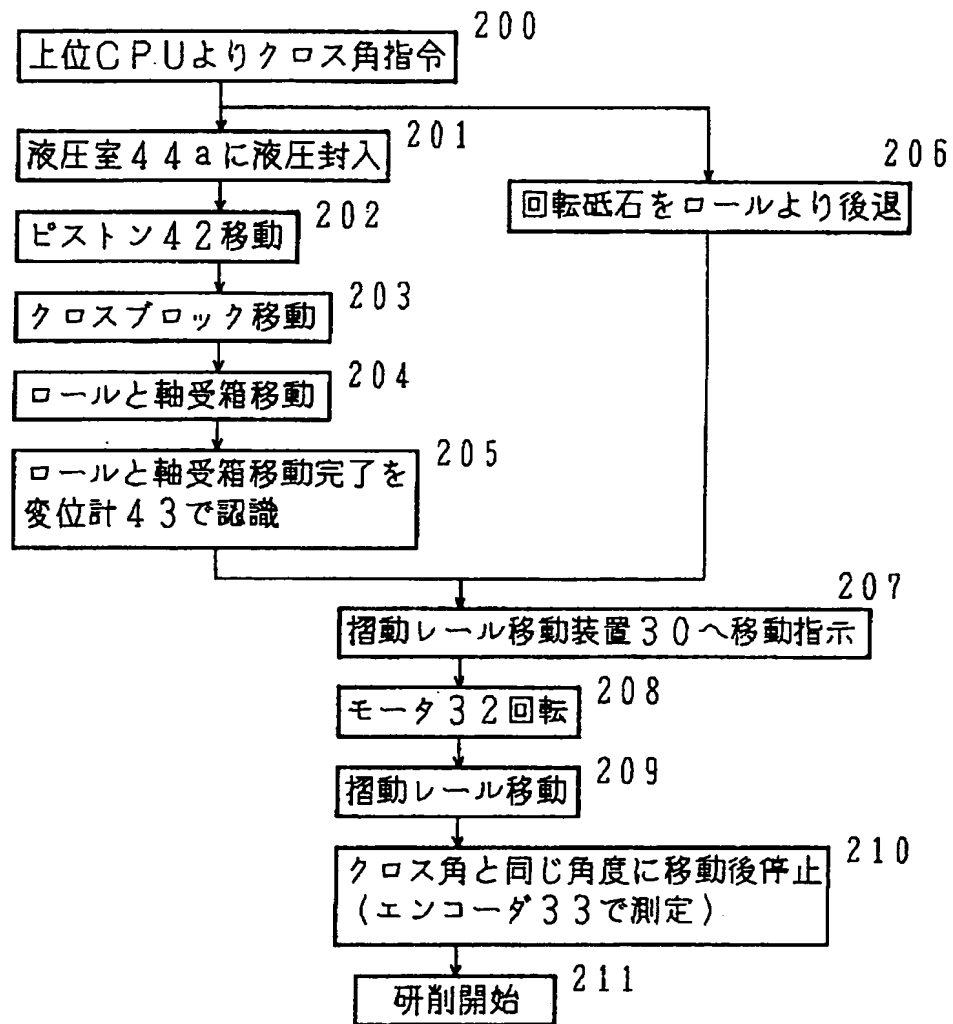 200
上位CPUよりクロス角指令
201
液圧室44aに液圧封入
206
回転砥石をロールより後退
202
ピストン42移動
203
クロスブロック移動
204
ロールと軸受箱移動
205
ロールと軸受箱移動完了を
変位計43で認識
207
摺動レール移動装置30へ移動指示
208
モータ32回転
209
摺動レール移動
210
クロス角と同じ角度に移動後停止
(エンコーダ33で測定)
211
研削開始